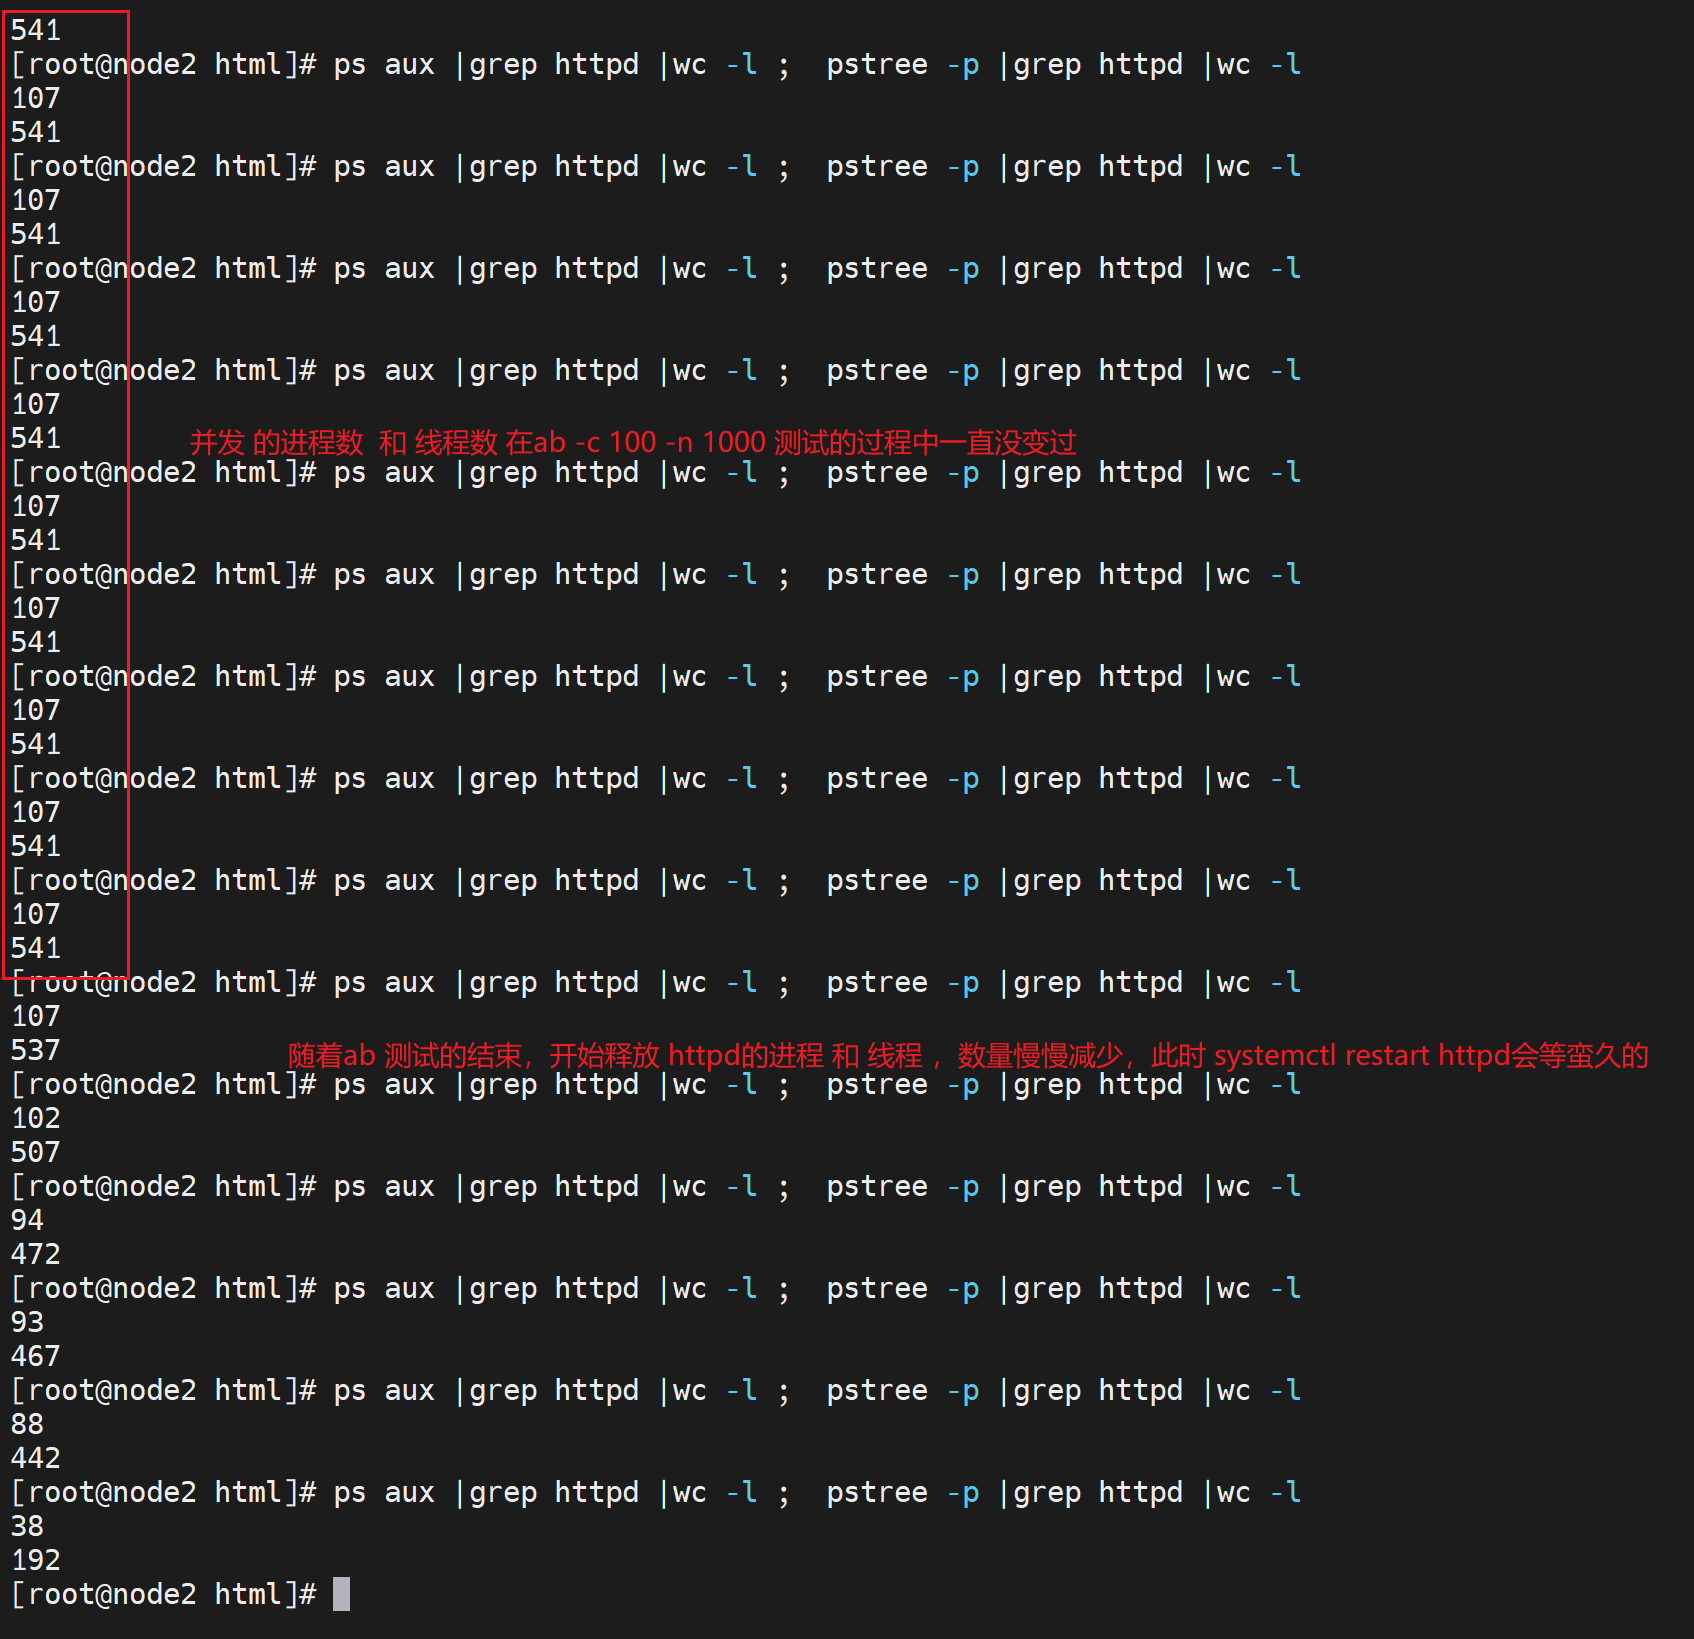 541
[root@node2 html]# ps aux |grep httpd |wc -l ;  pstree -p |grep httpd |wc -l
107
541
[root@node2 html]# ps aux |grep httpd |wc -l ;  pstree -p |grep httpd |wc -l
107
541
[root@node2 html]# ps aux |grep httpd |wc -l ;  pstree -p |grep httpd |wc -l
107
541
[root@node2 html]# ps aux |grep httpd |wc -l ;  pstree -p |grep httpd |wc -l
107
541
并发 的进程数 和 线程数 在ab -c 100 -n 1000 测试的过程中一直没变过
[root@node2 html]# ps aux |grep httpd |wc -l ;  pstree -p |grep httpd |wc -l
107
541
[root@node2 html]# ps aux |grep httpd |wc -l ;  pstree -p |grep httpd |wc -l
107
541
[root@node2 html]# ps aux |grep httpd |wc -l ;  pstree -p |grep httpd |wc -l
107
541
[root@node2 html]# ps aux |grep httpd |wc -l ;  pstree -p |grep httpd |wc -l
107
541
[root@node2 html]# ps aux |grep httpd |wc -l ;  pstree -p |grep httpd |wc -l
107
541
[root@node2 html]# ps aux |grep httpd |wc -l ;  pstree -p |grep httpd |wc -l
107
537
随着ab 测试的结束，开始释放 httpd的进程 和 线程 ，数量慢慢减少，此时 systemctl restart httpd会等蛮久的
[root@node2 html]# ps aux |grep httpd |wc -l ;  pstree -p |grep httpd |wc -l
102
507
[root@node2 html]# ps aux |grep httpd |wc -l ;  pstree -p |grep httpd |wc -l
94
472
[root@node2 html]# ps aux |grep httpd |wc -l ;  pstree -p |grep httpd |wc -l
93
467
[root@node2 html]# ps aux |grep httpd |wc -l ;  pstree -p |grep httpd |wc -l
88
442
[root@node2 html]# ps aux |grep httpd |wc -l ;  pstree -p |grep httpd |wc -l
38
192
[root@node2 html]#